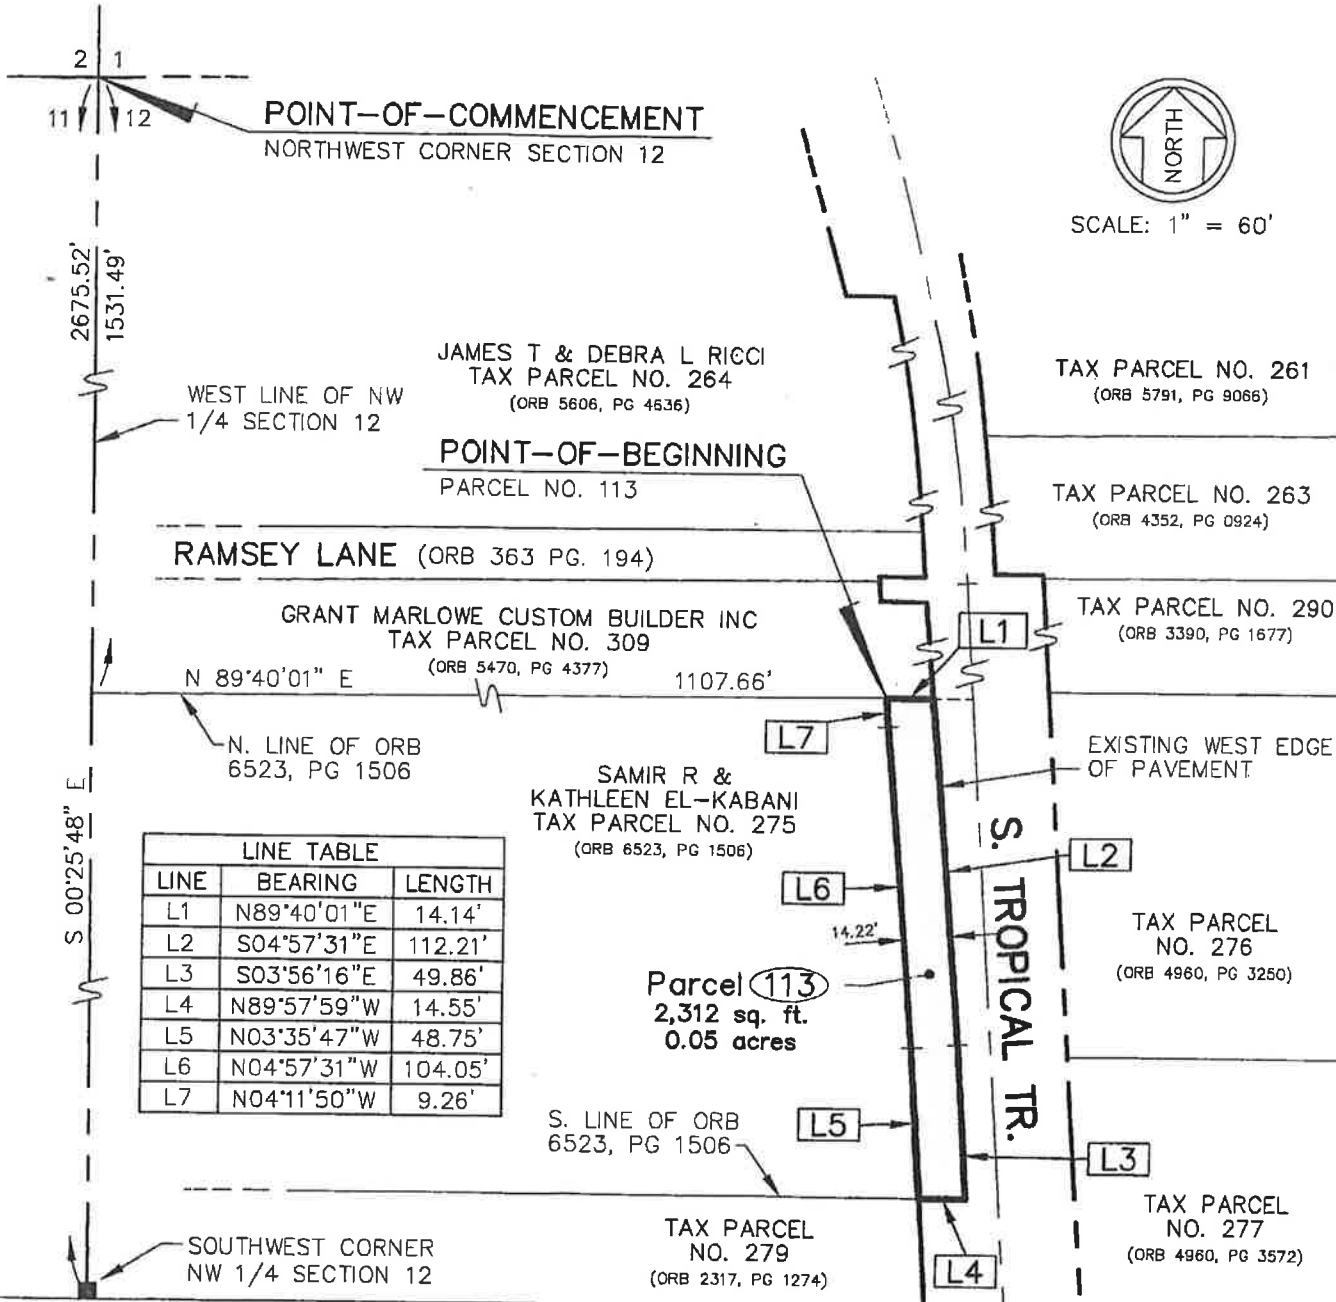 2 1
11 12
POINT-OF-COMMENCEMENT
NORTHWEST CORNER SECTION 12
NORTH
SCALE: 1" = 60'
2675.52'
1531.49'
JAMES T & DEBRA L RICCI
TAX PARCEL NO. 264
(ORB 5606, PG 4636)
TAX PARCEL NO. 261
(ORB 5791, PG 9066)
WEST LINE OF NW
1/4 SECTION 12
POINT-OF-BEGINNING
PARCEL NO. 113
TAX PARCEL NO. 263
(ORB 4352, PG 0924)
RAMSEY LANE (ORB 363 PG. 194)
GRANT MARLOWE CUSTOM BUILDER INC
TAX PARCEL NO. 309
(ORB 5470, PG 4377)
L1
TAX PARCEL NO. 290
(ORB 3390, PG 1677)
N 89°40'01" E
1107.66'
N. LINE OF ORB
6523, PG 1506
L7
EXISTING WEST EDGE
OF PAVEMENT
SAMIR R &
KATHLEEN EL-KABANI
TAX PARCEL NO. 275
(ORB 6523, PG 1506)
S 00°25'48" E
S. TROPICAL TR.
L2
L6
LINE TABLE
LINE BEARING LENGTH
L1 N89°40'01"E 14.14'
L2 S04°57'31"E 112.21'
L3 S03°56'16"E 49.86'
L4 N89°57'59"W 14.55'
L5 N03°35'47"W 48.75'
L6 N04°57'31"W 104.05'
L7 N04°11'50"W 9.26'
14.22'
Parcel 113
2,312 sq. ft.
0.05 acres
TAX PARCEL
NO. 276
(ORB 4960, PG 3250)
S. LINE OF ORB
6523, PG 1506
L5
L3
SOUTHWEST CORNER
NW 1/4 SECTION 12
TAX PARCEL
NO. 279
(ORB 2317, PG 1274)
L4
TAX PARCEL
NO. 277
(ORB 4960, PG 3572)